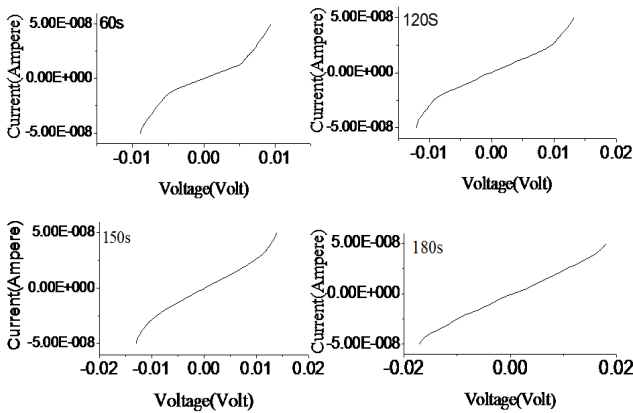 60s
5.00E-008
0.00E+000
-5.00E-008
Current(Ampere)
-0.01 0.00 0.01
Voltage(Volt)
120S
5.00E-008
0.00E+000
-5.00E-008
Current(Ampere)
-0.01 0.00 0.01 0.02
Voltage(Volt)
150s
5.00E-008
0.00E+000
-5.00E-008
Current(Ampere)
-0.02 -0.01 0.00 0.01 0.02
Voltage(Volt)
180s
5.00E-008
-0.00E+000
-5.00E-008
Current(Ampere)
-0.02 0.00 0.02
Voltage(Volt)